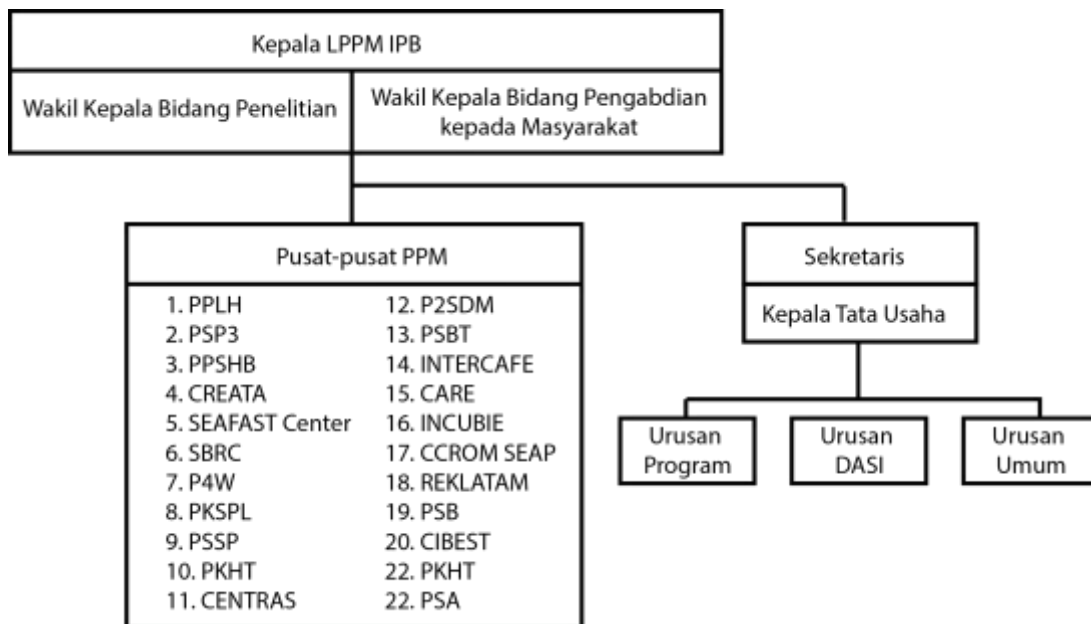 Kepala LPPM IPB
Wakil Kepala Bidang Penelitian
Wakil Kepala Bidang Pengabdian
kepada Masyarakat
Pusat-pusat PPM
1. PPLH
2. PSP3
3. PPSHB
4. CREATA
5. SEAFAST Center
6. SBRC
7. P4W
8. PKSPL
9. PSSP
10. PKHT
11. CENTRAS
12. P2SDM
13. PSBT
14. INTERCAFE
15. CARE
16. INCUBIE
17. CCROM SEAP
18. REKLATAM
19. PSB
20. CIBEST
22. PKHT
22. PSA
Sekretaris
Kepala Tata Usaha
Urusan
Program
Urusan
DASI
Urusan
Umum